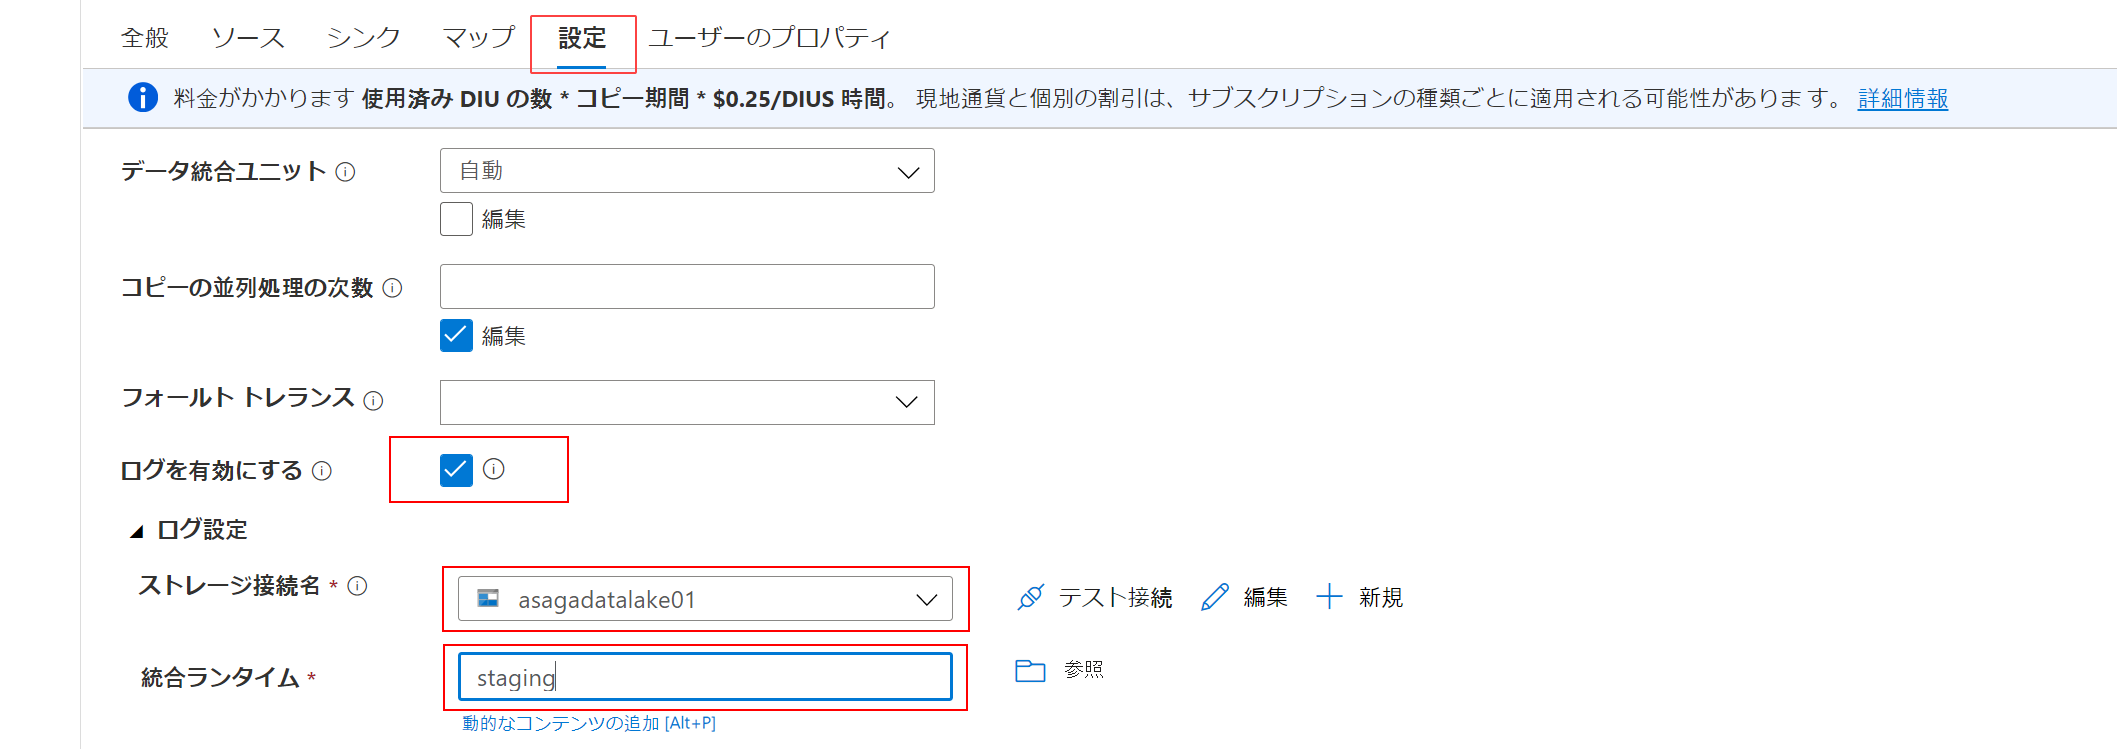 全般 ソース シンク マップ 設定 ユーザーのプロパティ
料金がかかります 使用済み DIU の数 * コピー期間 * $0.25/DIUS 時間。 現地通貨と個別の割引は、サブスクリプションの種類ごとに適用される可能性があります。 詳細情報
データ統合ユニット 自動
編集
コピーの並列処理の次数
編集
フォールト トレランス
ログを有効にする
ログ設定
ストレージ接続名 * asagadatalake01 テスト接続 編集 新規
統合ランタイム * staging 参照
動的なコンテンツの追加 [Alt+P]